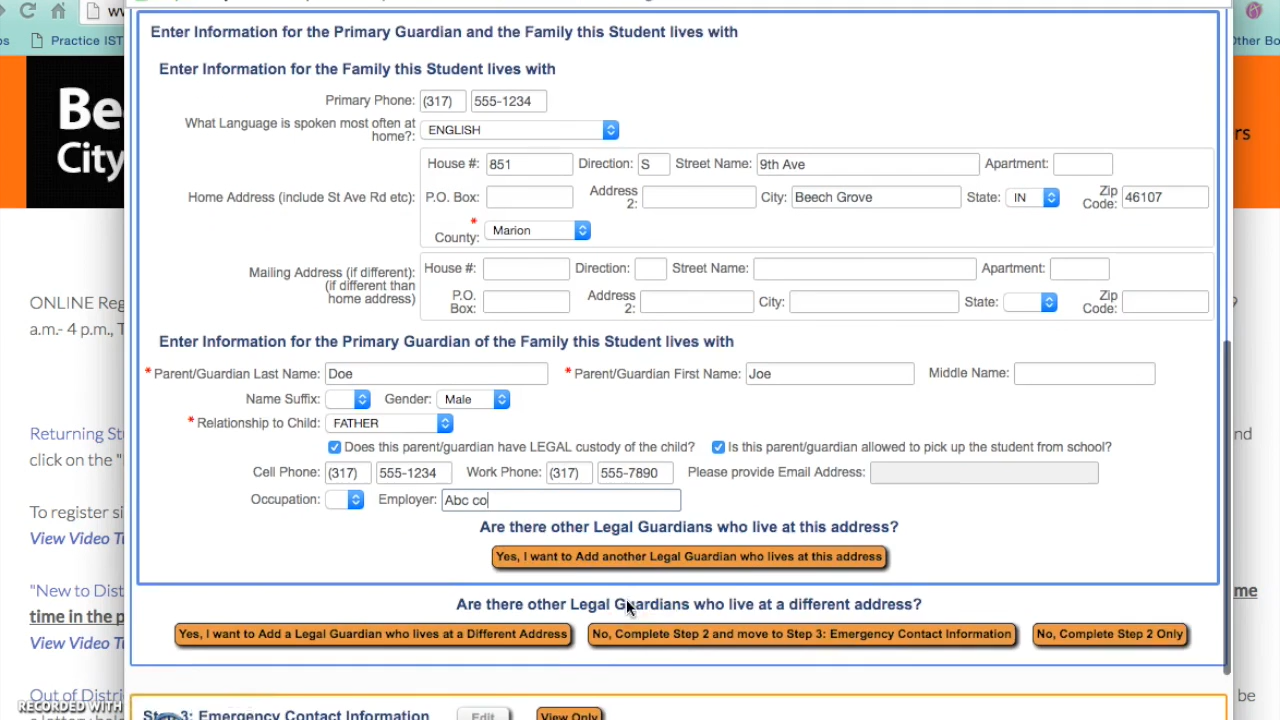 Practice IST
Other Bo
Enter Information for the Primary Guardian and the Family this Student lives with
Enter Information for the Family this Student lives with
Primary Phone: (317) 555-1234
What Language is spoken most often at home?: ENGLISH
House #: 851 Direction: S Street Name: 9th Ave Apartment:
Home Address (include St Ave Rd etc): P.O. Box: Address 2: City: Beech Grove State: IN Zip Code: 46107
* County: Marion
Mailing Address (if different): (if different than home address) House #: Direction: Street Name: Apartment:
P.O. Box: Address 2: City: State: Zip Code:
Enter Information for the Primary Guardian of the Family this Student lives with
* Parent/Guardian Last Name: Doe * Parent/Guardian First Name: Joe Middle Name:
Name Suffix: Gender: Male
* Relationship to Child: FATHER
Does this parent/guardian have LEGAL custody of the child? Is this parent/guardian allowed to pick up the student from school?
Cell Phone: (317) 555-1234 Work Phone: (317) 555-7890 Please provide Email Address:
Occupation: Employer: Abc co
Are there other Legal Guardians who live at this address?
Yes, I want to Add another Legal Guardian who lives at this address
Are there other Legal Guardians who live at a different address?
Yes, I want to Add a Legal Guardian who lives at a Different Address No, Complete Step 2 and move to Step 3: Emergency Contact Information No, Complete Step 2 Only
Step 3: Emergency Contact Information Edit View Only
Be
City
rs
ONLINE Reg
a.m.- 4 p.m., T
Returning Stu
nd
click on the "
To register si
View Video Tu
"New to Dist
me
time in the p
View Video Tu
Out of Distri
be
RECORDED WITH